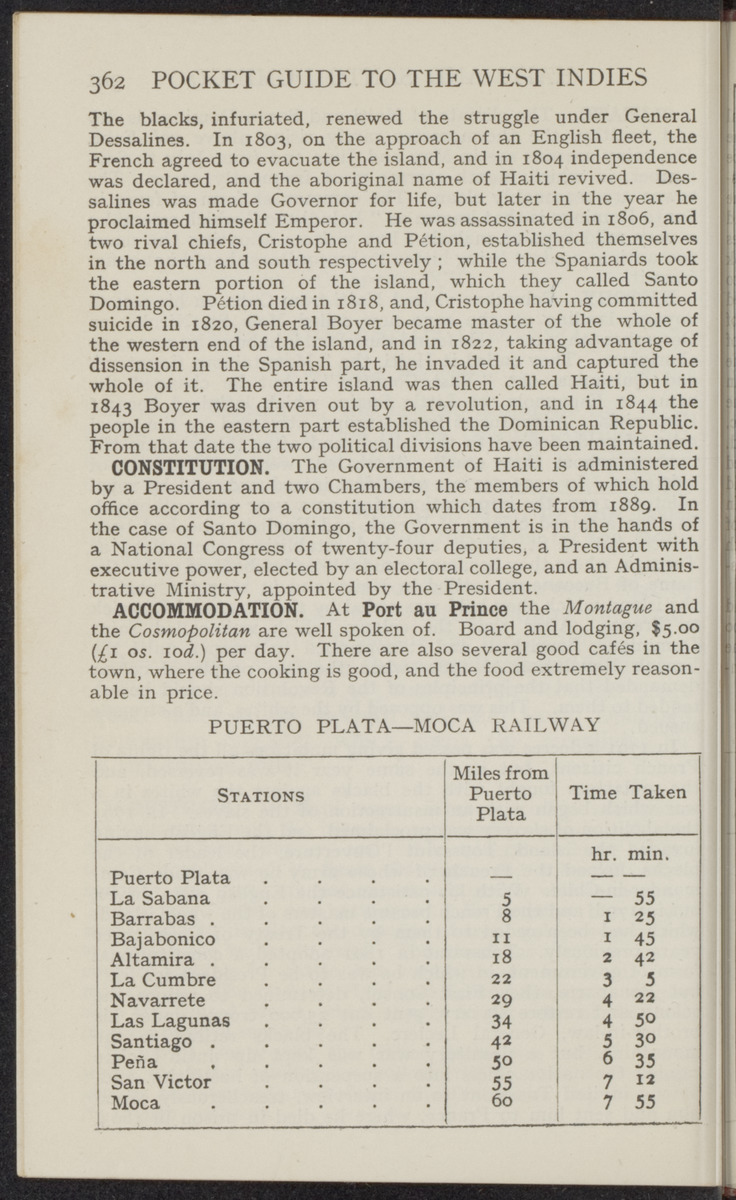 362 POCKET GUIDE TO THE WEST INDIES
The blacks, infuriated, renewed the struggle under General
Dessalines. In 1803, on the approach of an English fleet, the
French agreed to evacuate the island, and in 1804 independence
was declared, and the aboriginal name of Haiti revived. Des-
salines was made Governor for life, but later in the year he
proclaimed himself Emperor. He was assassinated in 1806, and
two rival chiefs, Cristophe and Pétion, established themselves
in the north and south respectively ; while the Spaniards took
the eastern portion of the island, which they called Santo
Domingo. Pétion died in 1818, and, Cristophe having committed
suicide in 1820, General Boyer became master of the whole of
the western end of the island, and in 1822, taking advantage of
dissension in the Spanish part, he invaded it and captured the
whole of it. The entire island was then called Haiti, but in
1843 Boyer was driven out by a revolution, and in 1844 the
people in the eastern part established the Dominican Republic.
From that date the two political divisions have been maintained.
CONSTITUTION. The Government of Haiti is administered
by a President and two Chambers, the members of which hold
office according to a constitution which dates from 1889. In
the case of Santo Domingo, the Government is in the hands of
a National Congress of twenty-four deputies, a President with
executive power, elected by an electoral college, and an Adminis-
trative Ministry, appointed by the President.
ACCOMMODATION. At Port au Prince the Montague and
the Cosmopolitan are well spoken of. Board and lodging, $5.00
(£1 0s. 10d.) per day. There are also several good cafés in the
town, where the cooking is good, and the food extremely reason-
able in price.
PUERTO PLATA—MOCA RAILWAY
STATIONS Miles from Puerto Plata Time Taken
hr. min.
Puerto Plata . . . . — — —
La Sabana . . . . 5 — 55
Barrabas . . . . . 8 1 25
Bajabonico . . . . 11 1 45
Altamira . . . . . 18 2 42
La Cumbre . . . . 22 3 5
Navarrete . . . . 29 4 22
Las Lagunas . . . . 34 4 50
Santiago . . . . . 42 5 30
Peña . . . . . 50 6 35
San Victor . . . . 55 7 12
Moca . . . . . 60 7 55